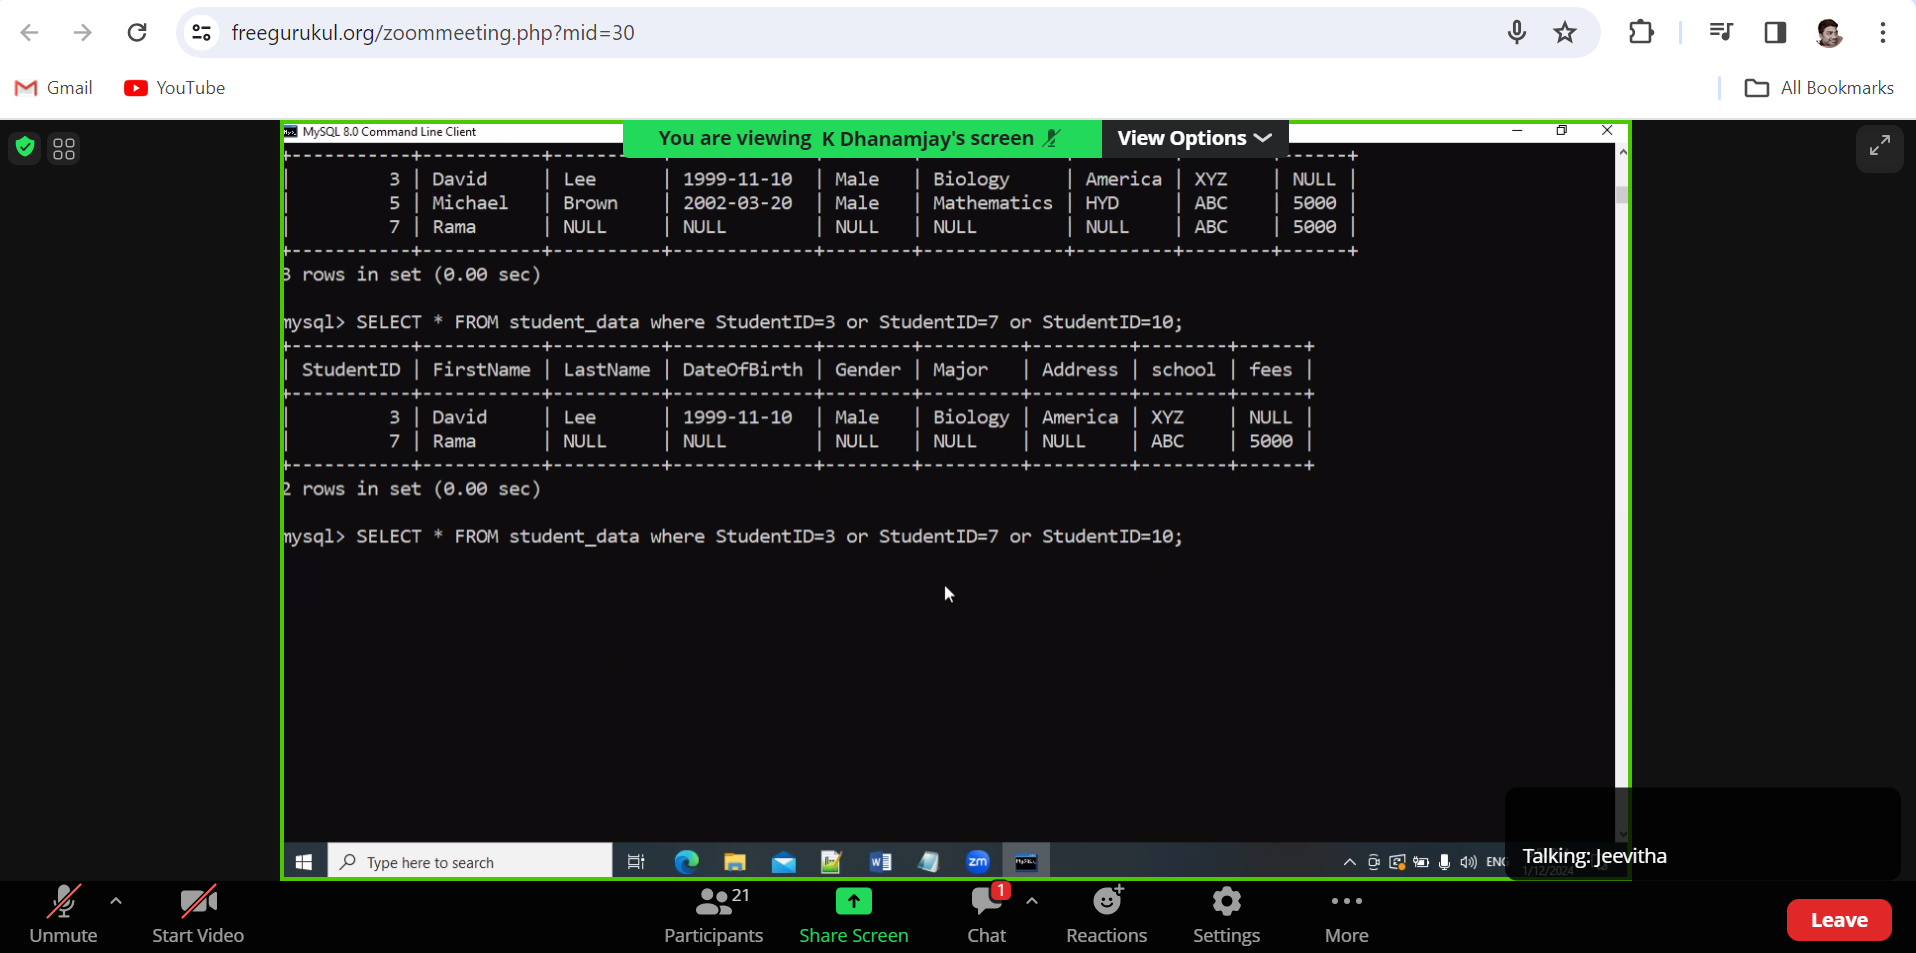 freegurukul.org/zoommeeting.php?mid=30
Gmail YouTube All Bookmarks
MySQL 8.0 Command Line Client
You are viewing K Dhanamjay's screen View Options
+-----------+-----------+----------+-------------+--------+-------------+---------+--------+------+
| 3 | David | Lee | 1999-11-10 | Male | Biology | America | XYZ | NULL |
| 5 | Michael | Brown | 2002-03-20 | Male | Mathematics | HYD | ABC | 5000 |
| 7 | Rama | NULL | NULL | NULL | NULL | NULL | ABC | 5000 |
+-----------+-----------+----------+-------------+--------+-------------+---------+--------+------+
3 rows in set (0.00 sec)
mysql> SELECT * FROM student_data where StudentID=3 or StudentID=7 or StudentID=10;
+-----------+-----------+----------+-------------+--------+---------+---------+--------+------+
| StudentID | FirstName | LastName | DateOfBirth | Gender | Major | Address | school | fees |
+-----------+-----------+----------+-------------+--------+---------+---------+--------+------+
| 3 | David | Lee | 1999-11-10 | Male | Biology | America | XYZ | NULL |
| 7 | Rama | NULL | NULL | NULL | NULL | NULL | ABC | 5000 |
+-----------+-----------+----------+-------------+--------+---------+---------+--------+------+
2 rows in set (0.00 sec)
mysql> SELECT * FROM student_data where StudentID=3 or StudentID=7 or StudentID=10;
Type here to search zm ENG
Talking: Jeevitha
1/12/2024
21 1
Unmute Start Video Participants Share Screen Chat Reactions Settings More Leave